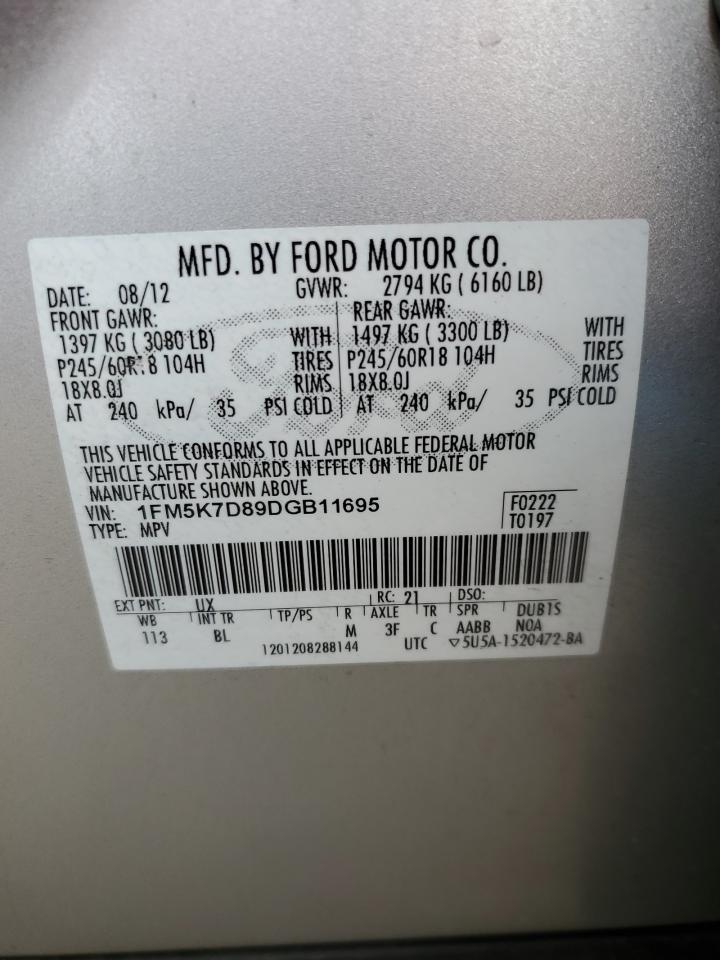 MFD. BY FORD MOTOR CO.
DATE: 08/12 GVWR: 2794 KG ( 6160 LB)
FRONT GAWR: REAR GAWR:
1397 KG ( 3080 LB) WITH 1497 KG ( 3300 LB) WITH
P245/60R18 104H TIRES P245/60R18 104H TIRES
18X8.0J RIMS 18X8.0J RIMS
AT 240 kPa/ 35 PSI COLD AT 240 kPa/ 35 PSI COLD
THIS VEHICLE CONFORMS TO ALL APPLICABLE FEDERAL MOTOR
VEHICLE SAFETY STANDARDS IN EFFECT ON THE DATE OF
MANUFACTURE SHOWN ABOVE.
VIN: 1FM5K7D89DGB11695 F0222
TYPE: MPV T0197
EXT PNT: UX RC: 21 DSO:
WB INT TR TP/PS R AXLE TR SPR DUB1S
113 BL M 3F C AABB NOA
1201208288144 UTC ▽5U5A-1520472-BA
Ford